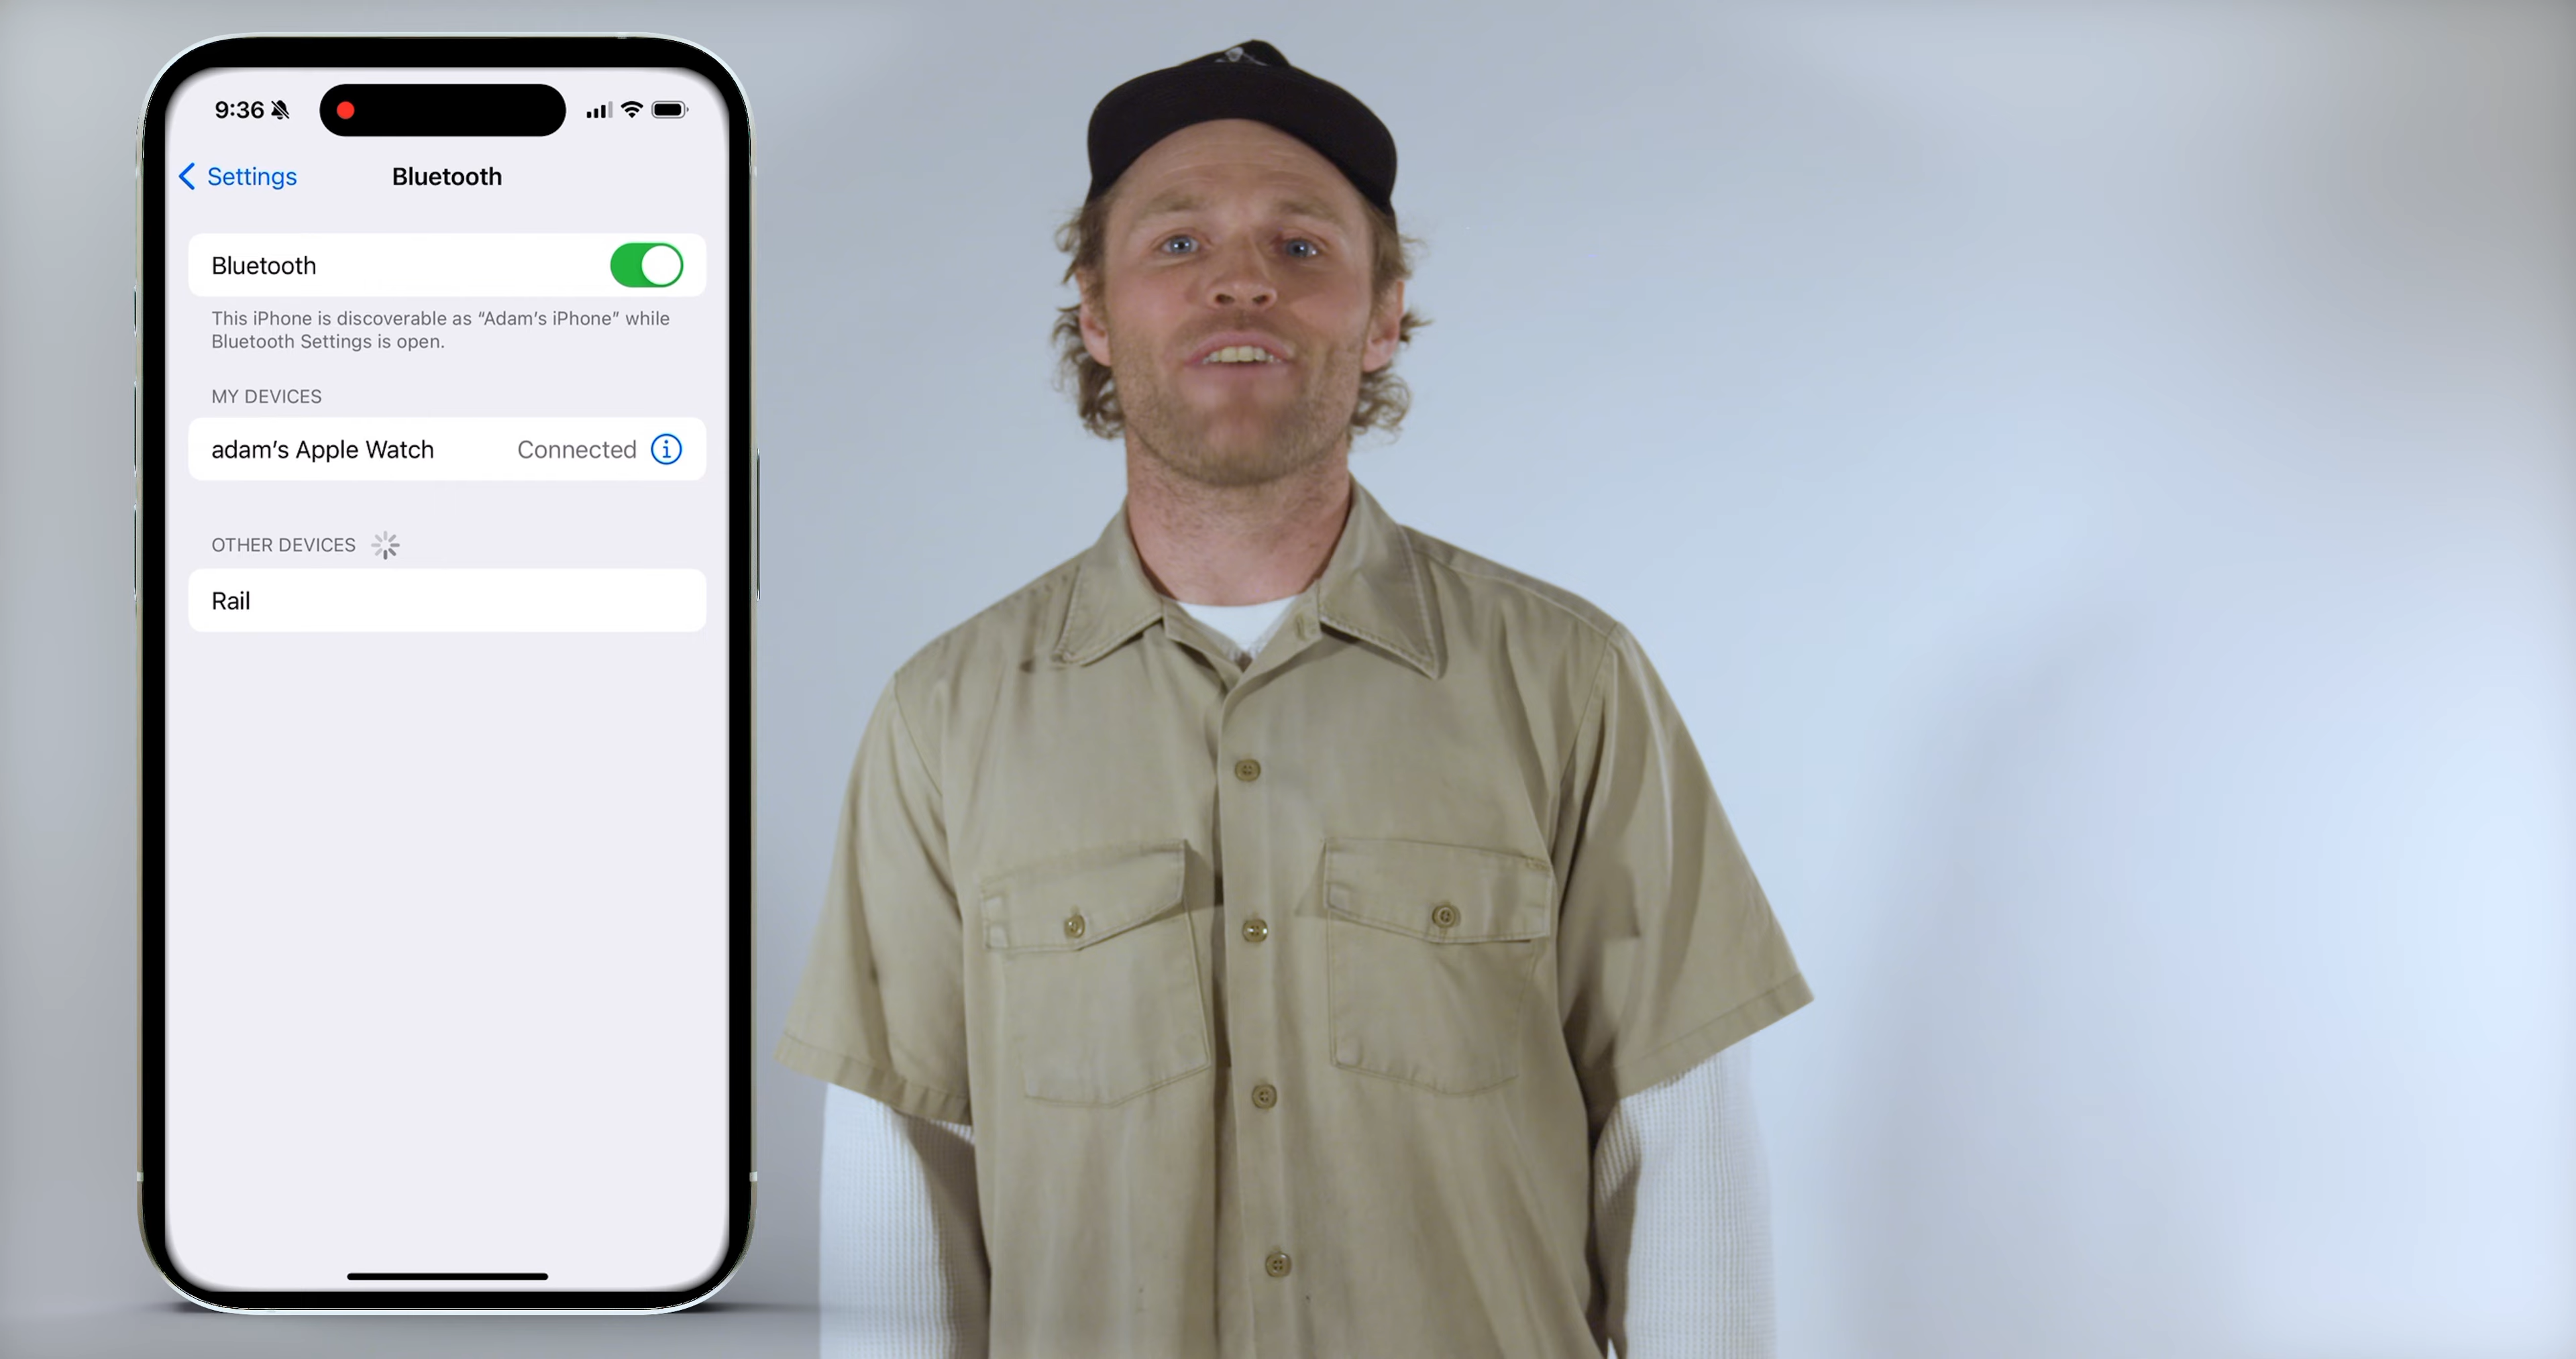 9:36
Settings
Bluetooth
Bluetooth
This iPhone is discoverable as “Adam’s iPhone” while
Bluetooth Settings is open.
MY DEVICES
adam’s Apple Watch Connected
OTHER DEVICES
Rail